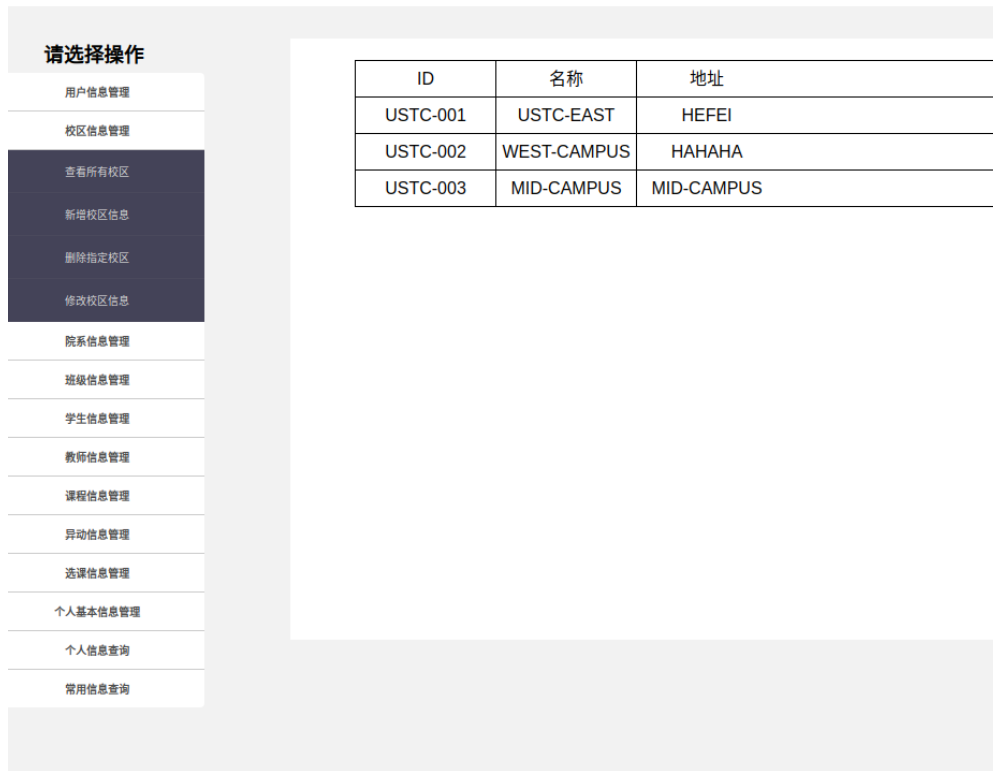 请选择操作
用户信息管理
校区信息管理
查看所有校区
新增校区信息
删除指定校区
修改校区信息
院系信息管理
班级信息管理
学生信息管理
教师信息管理
课程信息管理
异动信息管理
选课信息管理
个人基本信息管理
个人信息查询
常用信息查询
ID 名称 地址
USTC-001 USTC-EAST HEFEI
USTC-002 WEST-CAMPUS HAHAHA
USTC-003 MID-CAMPUS MID-CAMPUS